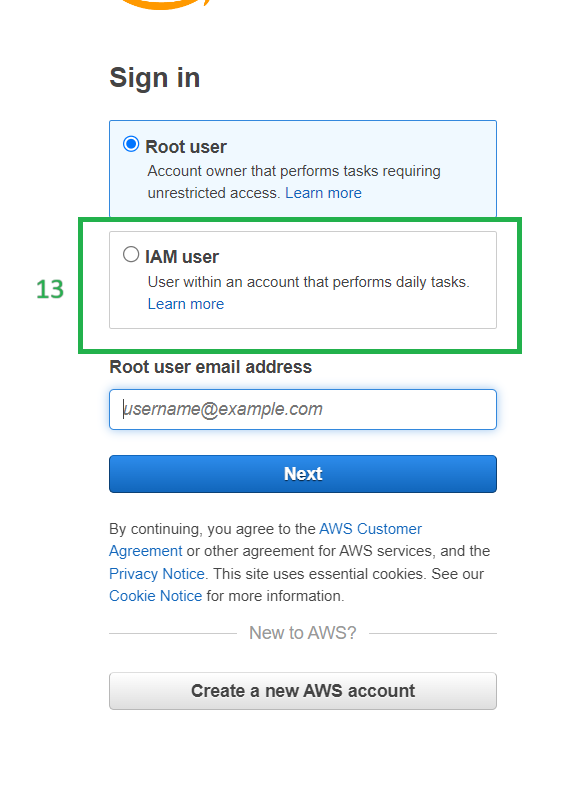 Sign in
Root user
Account owner that performs tasks requiring
unrestricted access. Learn more
13
IAM user
User within an account that performs daily tasks.
Learn more
Root user email address
username@example.com
Next
By continuing, you agree to the AWS Customer
Agreement or other agreement for AWS services, and the
Privacy Notice. This site uses essential cookies. See our
Cookie Notice for more information.
New to AWS?
Create a new AWS account